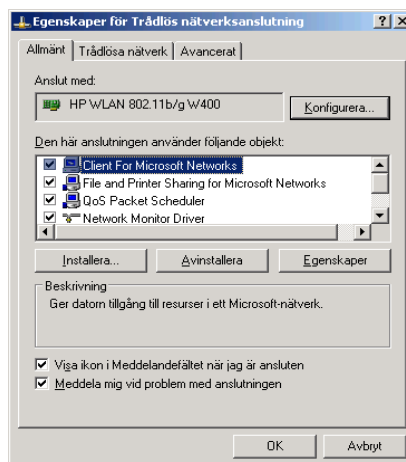 Egenskaper för Trådlös nätverksanslutning
Allmänt Trådlösa nätverk Avancerat
Anslut med:
HP WLAN 802.11b/g W400
Konfigurera...
Den här anslutningen använder följande objekt:
Client For Microsoft Networks
File and Printer Sharing for Microsoft Networks
QoS Packet Scheduler
Network Monitor Driver
Installera... Avinstallera Egenskaper
Beskrivning
Ger datorn tillgång till resurser i ett Microsoft-nätverk.
Visa ikon i Meddelandefältet när jag är ansluten
Meddela mig vid problem med anslutningen
OK Avbryt